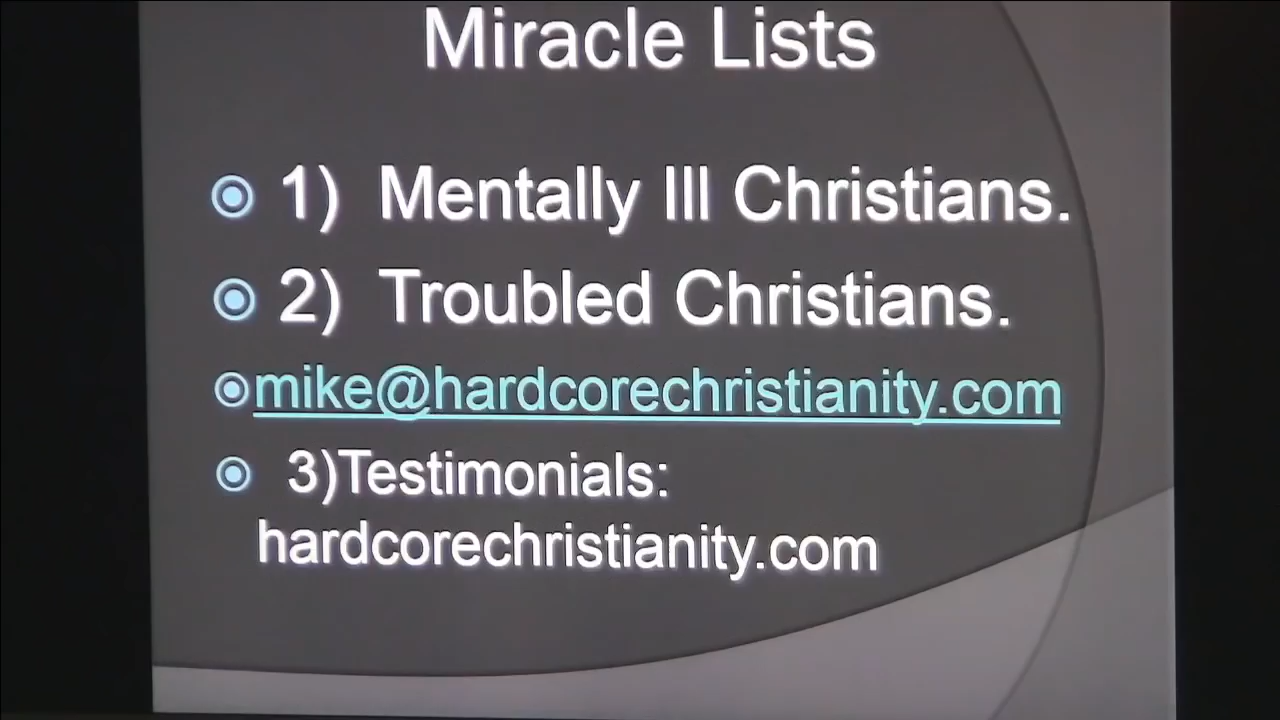 Miracle Lists
1) Mentally Ill Christians.
2) Troubled Christians.
mike@hardcorechristianity.com
3)Testimonials:
hardcorechristianity.com